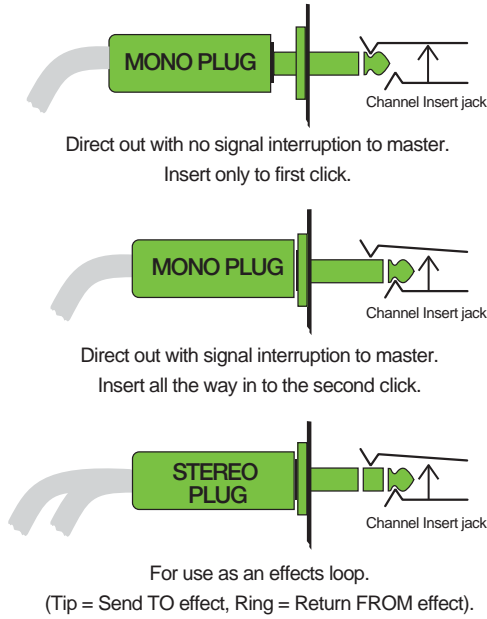 MONO PLUG
Channel Insert jack
Direct out with no signal interruption to master.
Insert only to first click.
MONO PLUG
Channel Insert jack
Direct out with signal interruption to master.
Insert all the way in to the second click.
STEREO
PLUG
Channel Insert jack
For use as an effects loop.
(Tip = Send TO effect, Ring = Return FROM effect).